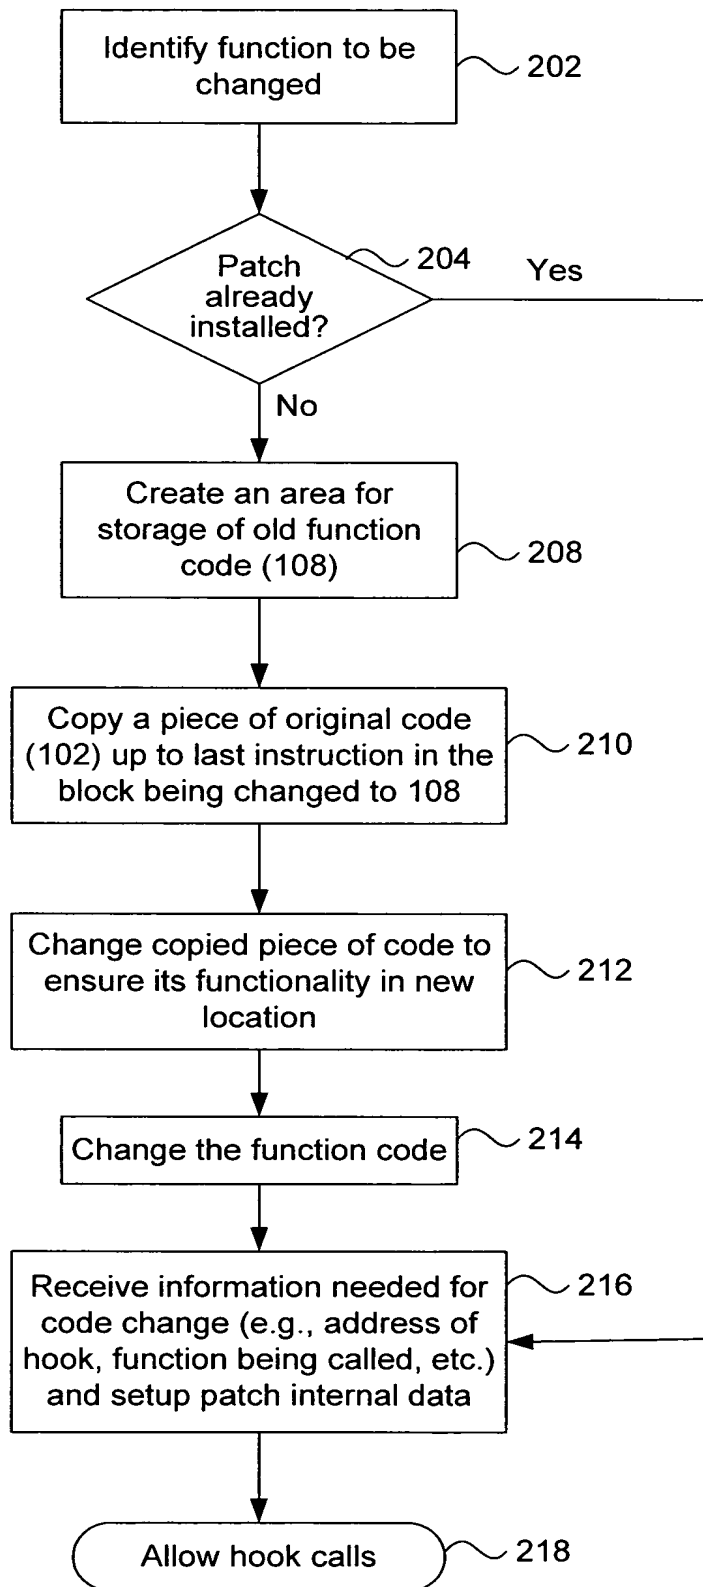 Identify function to be
changed
202
Patch
already
installed?
204
Yes
No
Create an area for
storage of old function
code (108)
208
Copy a piece of original code
(102) up to last instruction in the
block being changed to 108
210
Change copied piece of code to
ensure its functionality in new
location
212
Change the function code
214
Receive information needed for
code change (e.g., address of
hook, function being called, etc.)
and setup patch internal data
216
Allow hook calls
218